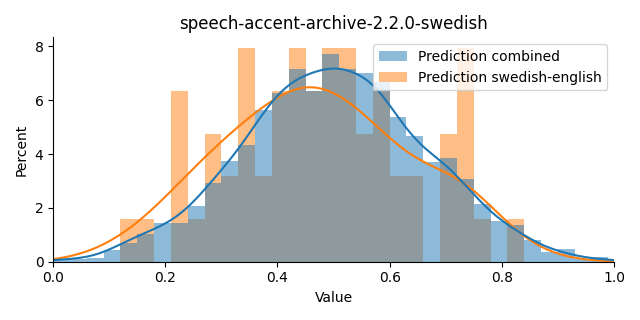 speech-accent-archive-2.2.0-swedish
Prediction combined
Prediction swedish-english
Percent
8
6
4
2
0
0.0 0.2 0.4 0.6 0.8 1.0
Value